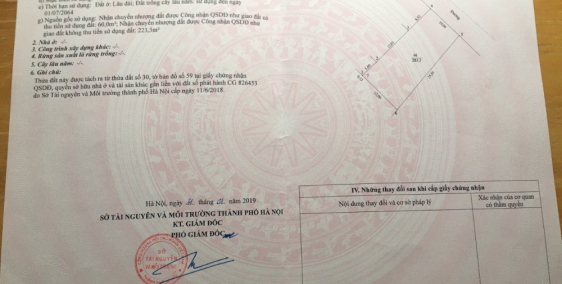 e) Thời hạn sử dụng: Đất ở: Lâu dài; Đất trồng cây lâu năm: sử dụng đến ngày
01/07/2064
g) Nguồn gốc sử dụng: Nhận chuyển nhượng đất được Công nhận QSDĐ như giao đất có
thu tiền sử dụng đất: 60,0m²; Nhận chuyển nhượng đất được Công nhận QSDĐ như
giao đất không thu tiền sử dụng đất: 223,3m²
2. Nhà ở: -/-.
3. Công trình xây dựng khác: -/-.
4. Rừng sản xuất là rừng trồng: -/-.
5. Cây lâu năm: -/-.
6. Ghi chú:
Thửa đất này được tách ra từ thửa đất số 30, tờ bản đồ số 59 tại giấy chứng nhận
QSDĐ, quyền sở hữu nhà ở và tài sản khác gắn liền với đất số phát hành CG 826453
do Sở Tài nguyên và Môi trường thành phố Hà Nội cấp ngày 11/6/2018.
Đường
Hà Nội, ngày tháng năm 2019
SỞ TÀI NGUYÊN VÀ MÔI TRƯỜNG THÀNH PHỐ HÀ NỘI
KT. GIÁM ĐỐC
PHÓ GIÁM ĐỐC
SỞ
TÀI NGUYÊN
VÀ MÔI TRƯỜNG
IV. Những thay đổi sau khi cấp giấy chứng nhận
Nội dung thay đổi và cơ sở pháp lý
Xác nhận của cơ quan
có thẩm quyền